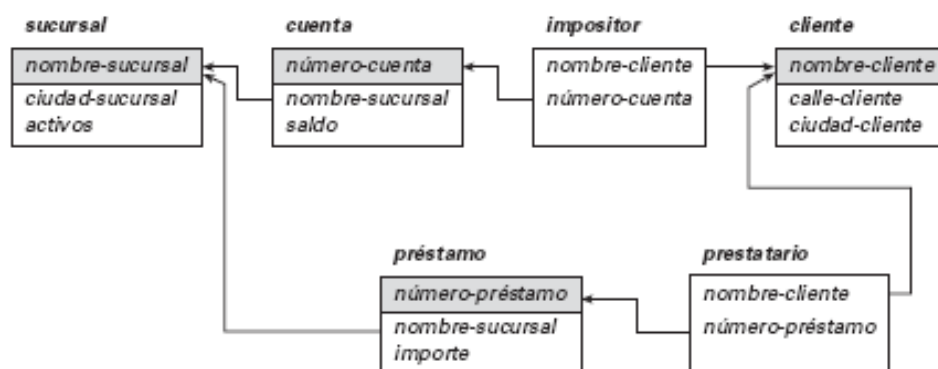 sucursal
nombre-sucursal
ciudad-sucursal
activos
cuenta
número-cuenta
nombre-sucursal
saldo
impositor
nombre-cliente
número-cuenta
cliente
nombre-cliente
calle-cliente
ciudad-cliente
préstamo
número-préstamo
nombre-sucursal
importe
prestatario
nombre-cliente
número-préstamo